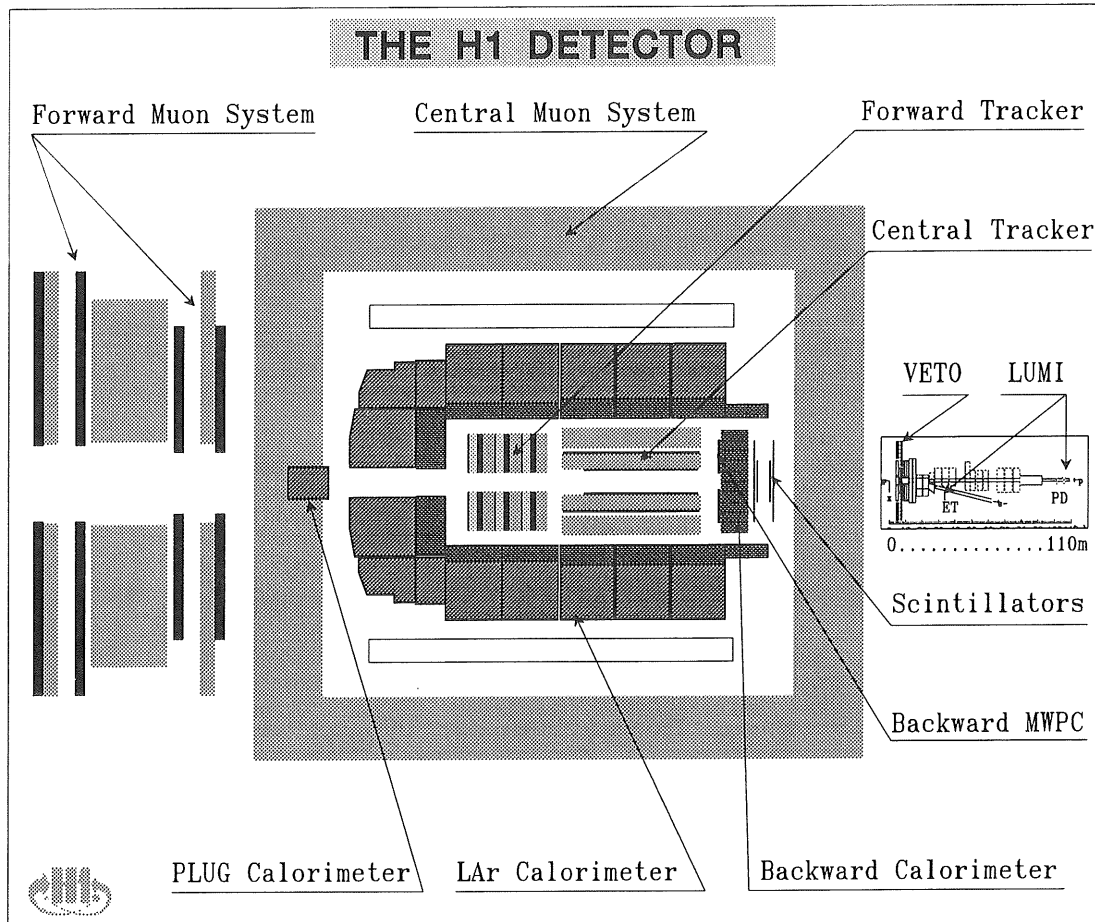 THE H1 DETECTOR
Forward Muon System
Central Muon System
Forward Tracker
Central Tracker
VETO
LUMI
ET
PD
0..............110m
Scintillators
Backward MWPC
PLUG Calorimeter
LAr Calorimeter
Backward Calorimeter
H1